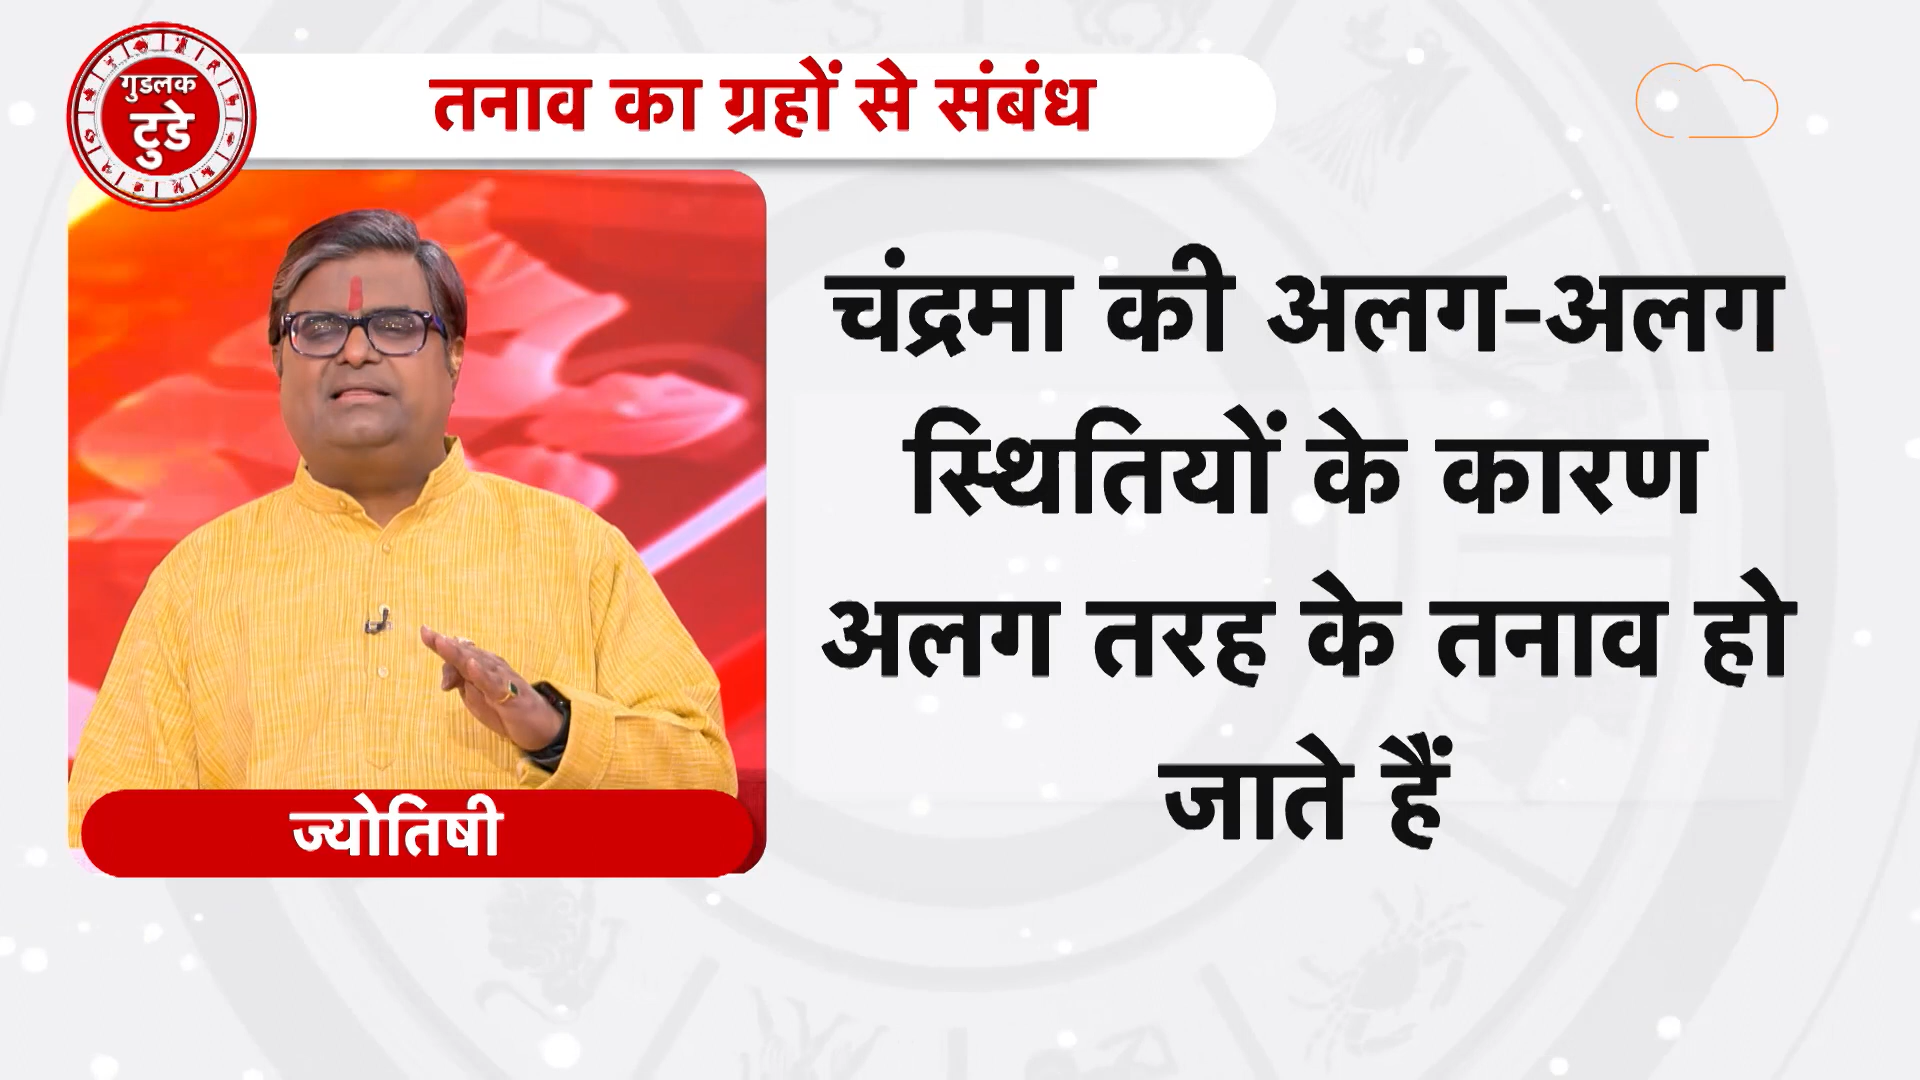 गुडलक
टुडे
तनाव का ग्रहों से संबंध
चंद्रमा की अलग-अलग
स्थितियों के कारण
अलग तरह के तनाव हो
जाते हैं
ज्योतिषी